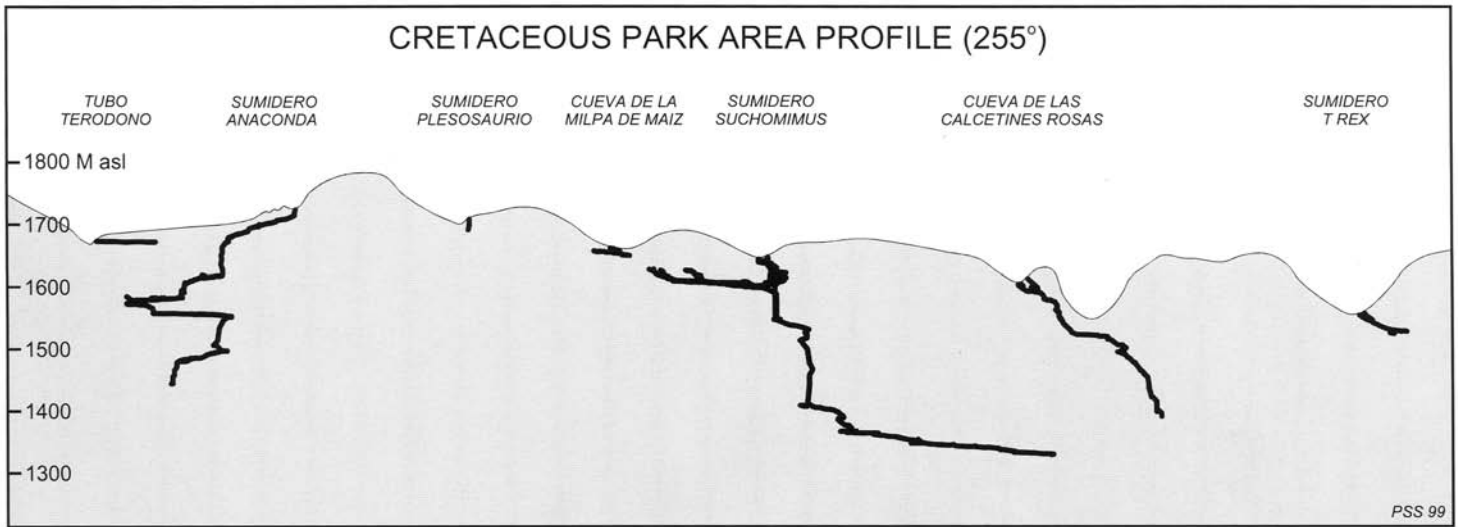 CRETACEOUS PARK AREA PROFILE (255°)
TUBO
TERODONO
SUMIDERO
ANACONDA
SUMIDERO
PLESOSAURIO
CUEVA DE LA
MILPA DE MAIZ
SUMIDERO
SUCHOMIMUS
CUEVA DE LAS
CALCETINES ROSAS
SUMIDERO
T REX
1800 M asl
1700
1600
1500
1400
1300
PSS 99